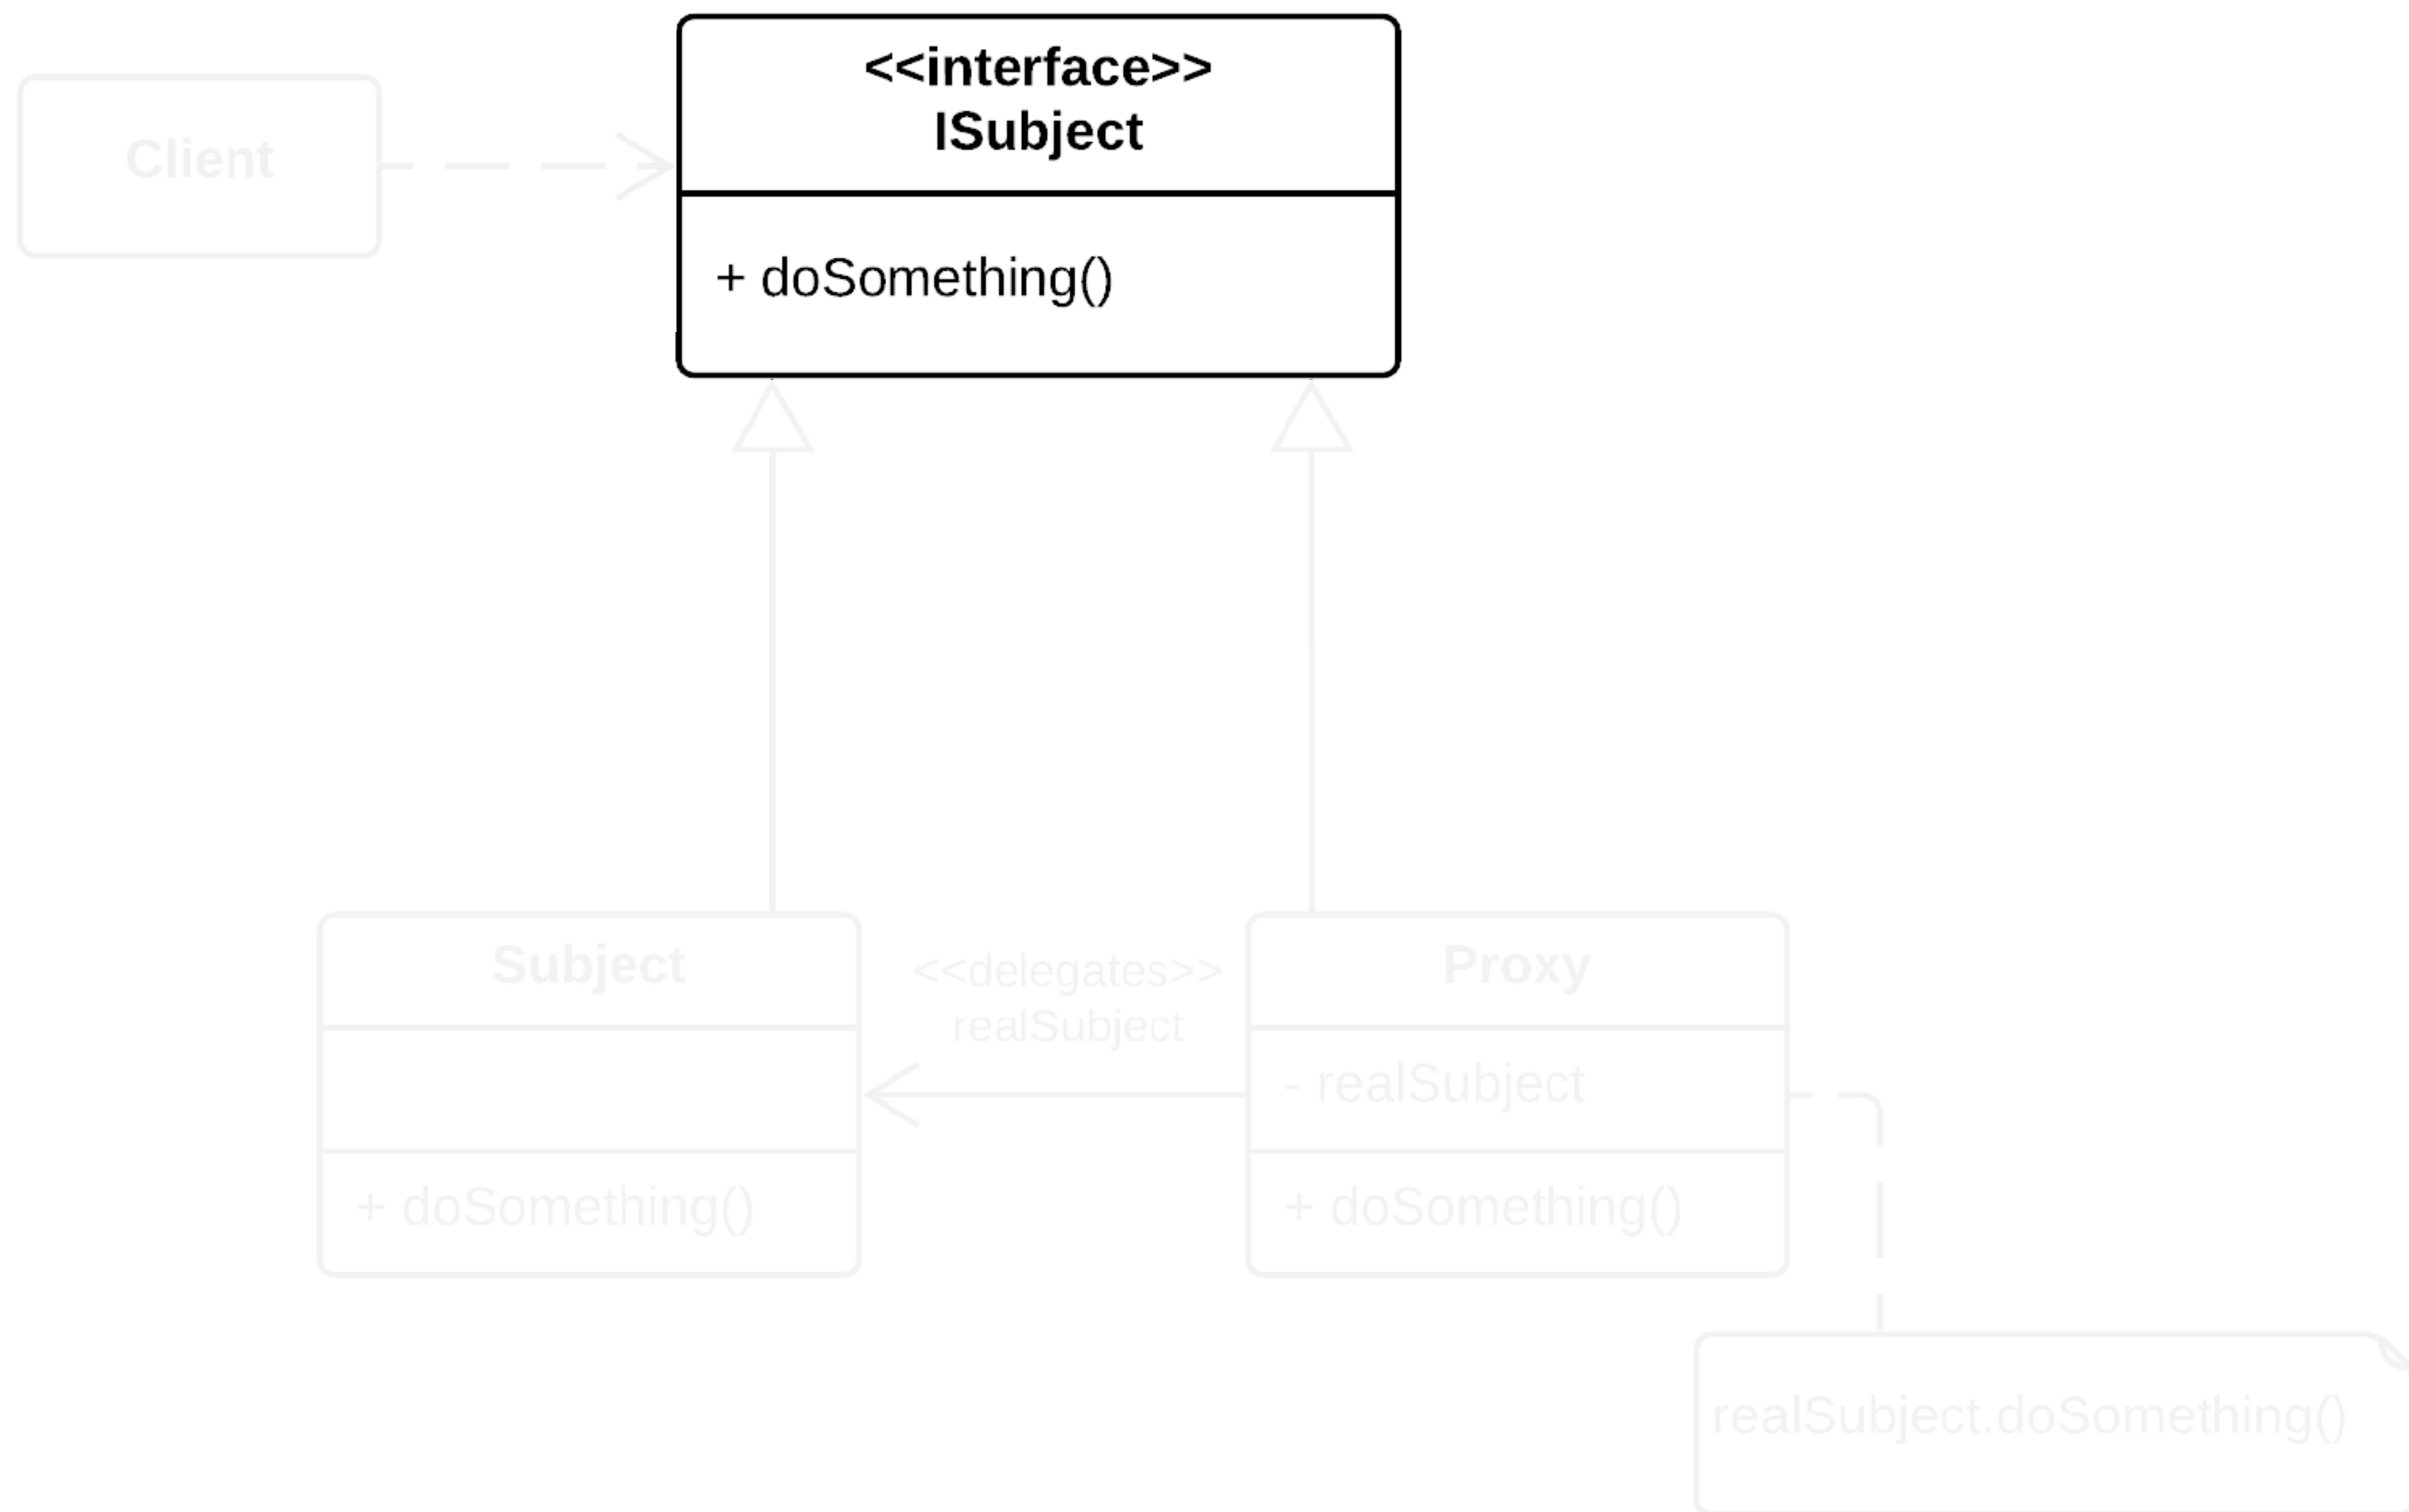 <<interface>>
ISubject
Client
+ doSomething()
Subject
<<delegates>>
realSubject
Proxy
- realSubject
+ doSomething()
+ doSomething()
realSubject.doSomething()